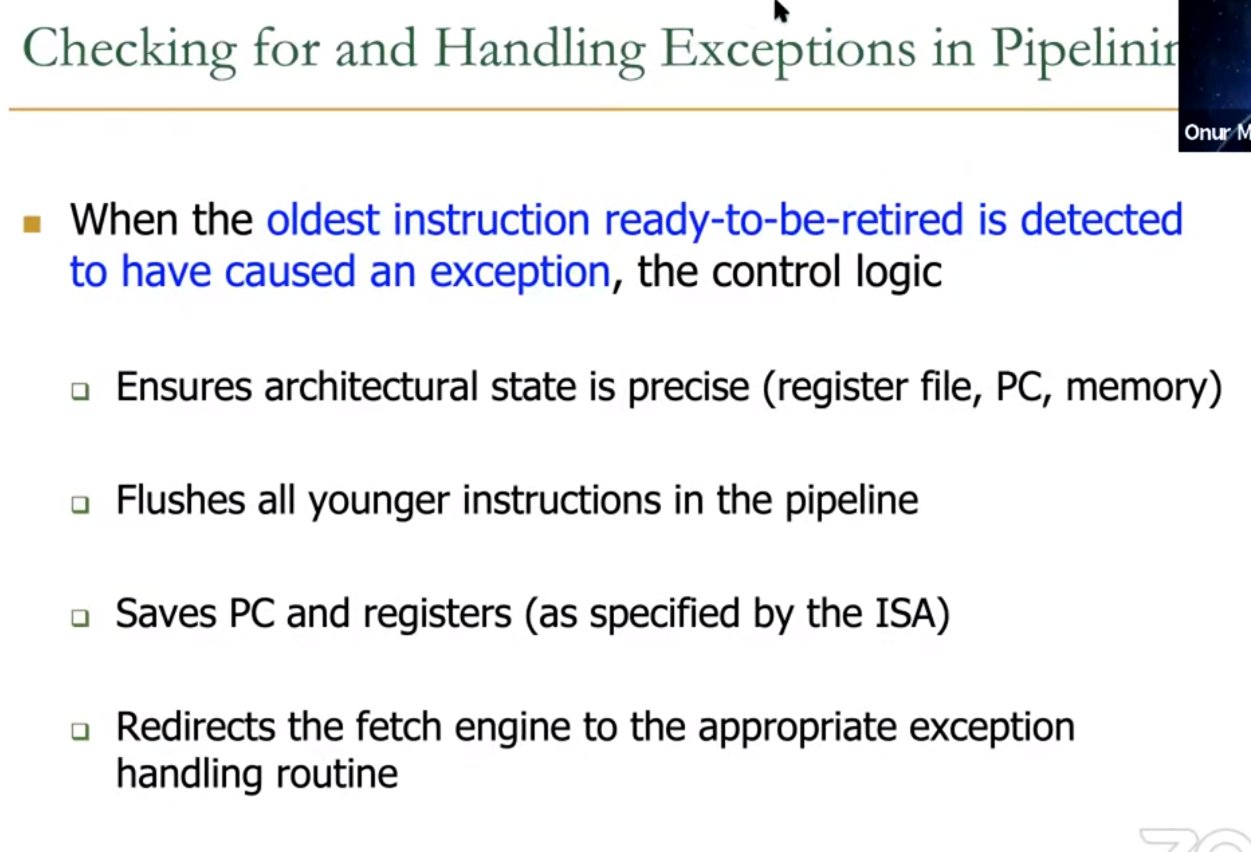 Checking for and Handling Exceptions in
Onur
When the oldest instruction ready-to-be-retired is detected
to have caused an exception, the control logic
Ensures architectural state is precise (register file, PC, memory)
Flushes all younger instructions in the pipeline
Saves PC and registers (as specified by the ISA)
Redirects the fetch engine to the appropriate exception
handling routine